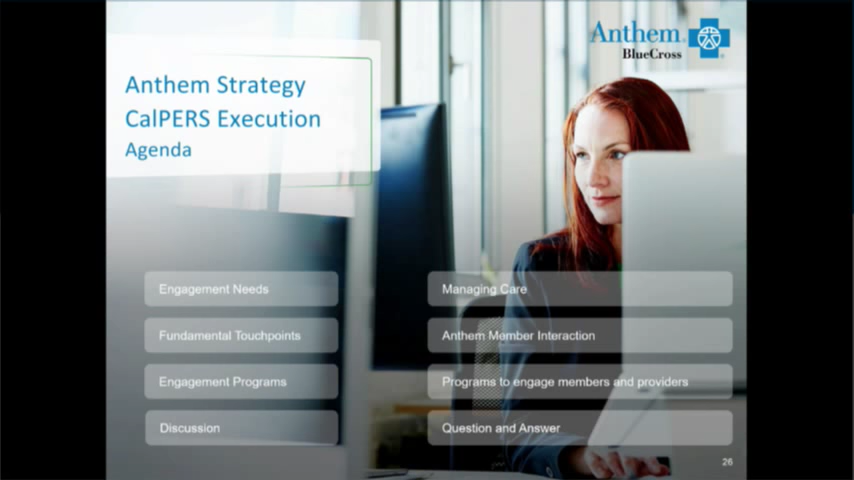 Anthem
BlueCross
Anthem Strategy
CalPERS Execution
Agenda
Engagement Needs
Managing Care
Fundamental Touchpoints
Anthem Member Interaction
Engagement Programs
Programs to engage members and providers
Discussion
Question and Answer
26